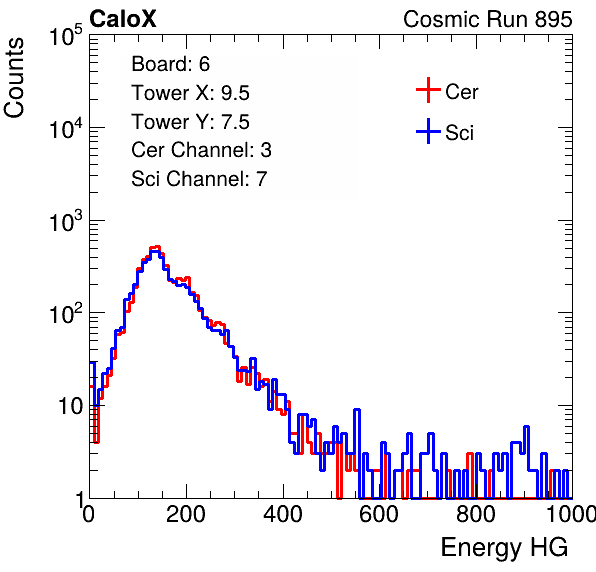 CaloX Cosmic Run 895
Counts
10^5
10^4
10^3
10^2
10
1
Board: 6
Tower X: 9.5
Tower Y: 7.5
Cer Channel: 3
Sci Channel: 7
Cer
Sci
0 200 400 600 800 1000
Energy HG